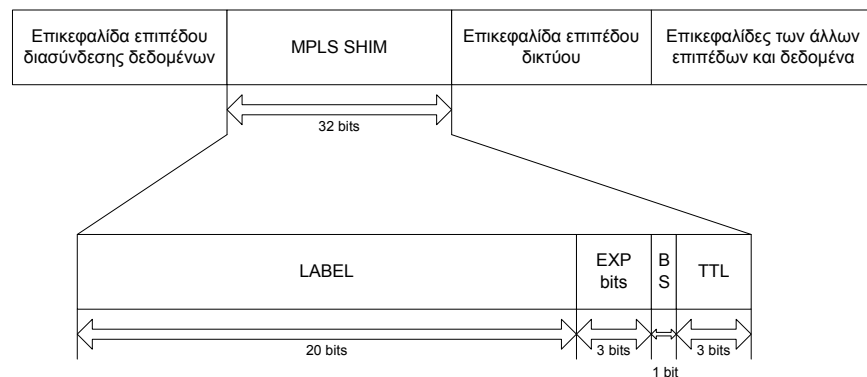 Επικεφαλίδα επιπέδου
διασύνδεσης δεδομένων
MPLS SHIM
Επικεφαλίδα επιπέδου
δικτύου
Επικεφαλίδες των άλλων
επιπέδων και δεδομένα
32 bits
LABEL
EXP
bits
B
S
TTL
20 bits
3 bits
1 bit
3 bits